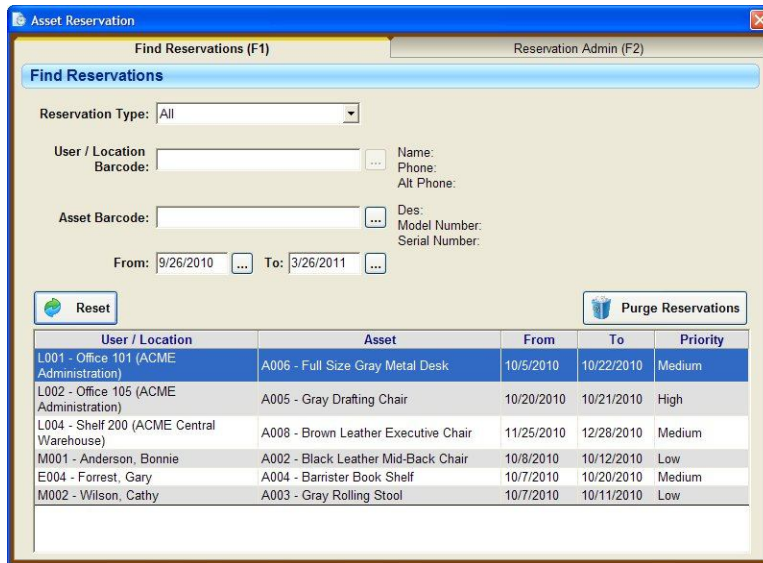 Asset Reservation
Find Reservations (F1)
Reservation Admin (F2)
Find Reservations
Reservation Type: All
User / Location
Barcode:
...
Name:
Phone:
Alt Phone:
Asset Barcode:
...
Des:
Model Number:
Serial Number:
From: 9/26/2010 ... To: 3/26/2011 ...
Reset
Purge Reservations
User / Location Asset From To Priority
L001 - Office 101 (ACME
Administration) A006 - Full Size Gray Metal Desk 10/5/2010 10/22/2010 Medium
L002 - Office 105 (ACME
Administration) A005 - Gray Drafting Chair 10/20/2010 10/21/2010 High
L004 - Shelf 200 (ACME Central
Warehouse) A008 - Brown Leather Executive Chair 11/25/2010 12/28/2010 Medium
M001 - Anderson, Bonnie A002 - Black Leather Mid-Back Chair 10/8/2010 10/12/2010 Low
E004 - Forrest, Gary A004 - Barrister Book Shelf 10/7/2010 10/20/2010 Medium
M002 - Wilson, Cathy A003 - Gray Rolling Stool 10/7/2010 10/11/2010 Low